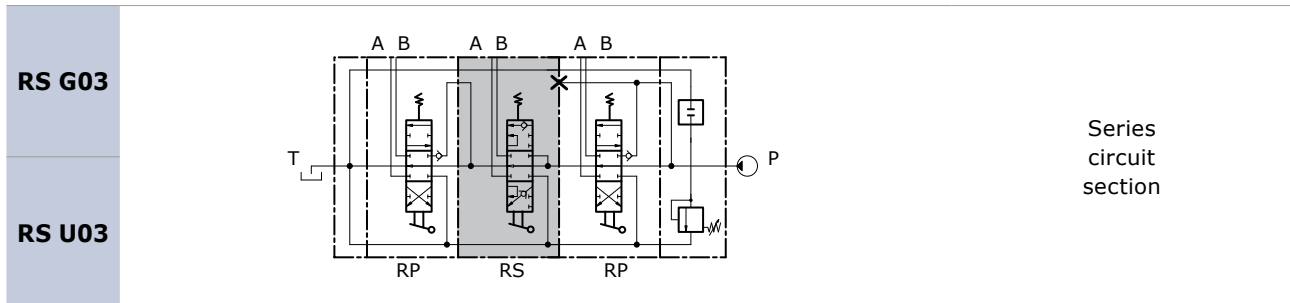 RS G03
RS U03
A B A B A B
T
P
RP RS RP
Series
circuit
section